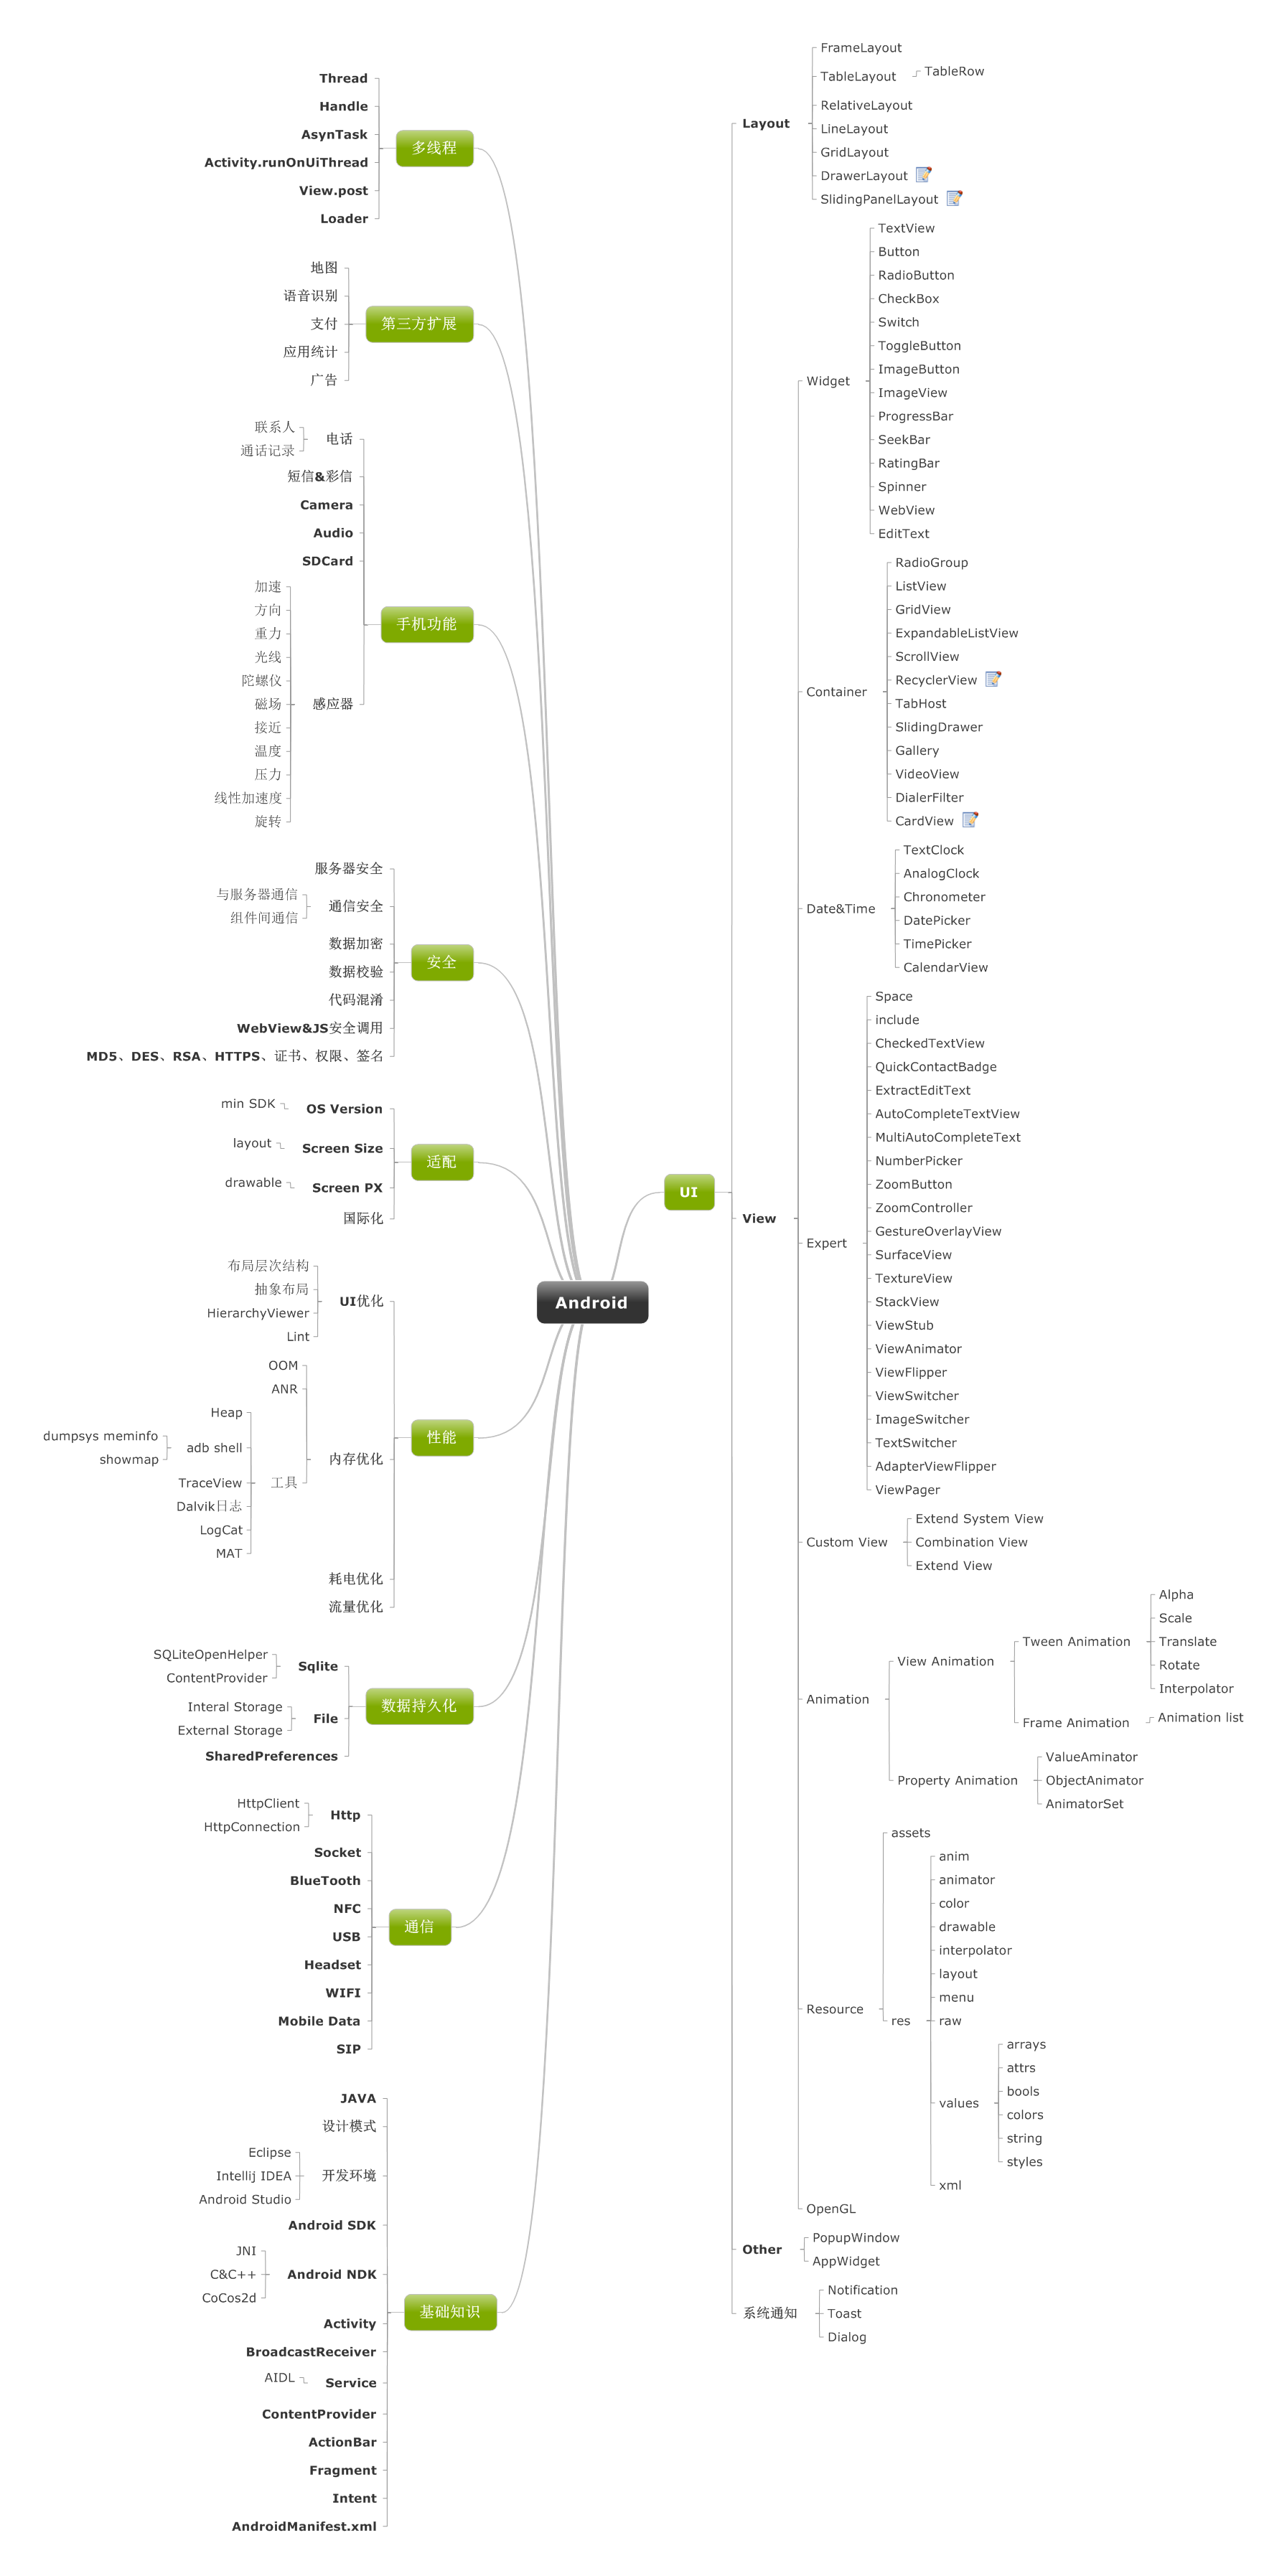 Android
多线程
Thread
Handle
AsynTask
Activity.runOnUiThread
View.post
Loader
第三方扩展
地图
语音识别
支付
应用统计
广告
手机功能
电话
联系人
通话记录
短信&彩信
Camera
Audio
SDCard
感应器
加速
方向
重力
光线
陀螺仪
磁场
接近
温度
压力
线性加速度
旋转
安全
服务器安全
通信安全
与服务器通信
组件间通信
数据加密
数据校验
代码混淆
WebView&JS安全调用
MD5、DES、RSA、HTTPS、证书、权限、签名
适配
OS Version
min SDK
Screen Size
layout
Screen PX
drawable
国际化
性能
UI优化
布局层次结构
抽象布局
HierarchyViewer
Lint
内存优化
OOM
ANR
工具
Heap
adb shell
dumpsys meminfo
showmap
TraceView
Dalvik日志
LogCat
MAT
耗电优化
流量优化
数据持久化
Sqlite
SQLiteOpenHelper
ContentProvider
File
Interal Storage
External Storage
SharedPreferences
通信
Http
HttpClient
HttpConnection
Socket
BlueTooth
NFC
USB
Headset
WIFI
Mobile Data
SIP
基础知识
JAVA
设计模式
开发环境
Eclipse
Intellij IDEA
Android Studio
Android SDK
Android NDK
JNI
C&C++
CoCos2d
Activity
BroadcastReceiver
Service
AIDL
ContentProvider
ActionBar
Fragment
Intent
AndroidManifest.xml
UI
Layout
FrameLayout
TableLayout
TableRow
RelativeLayout
LineLayout
GridLayout
DrawerLayout
SlidingPanelLayout
View
Widget
TextView
Button
RadioButton
CheckBox
Switch
ToggleButton
ImageButton
ImageView
ProgressBar
SeekBar
RatingBar
Spinner
WebView
EditText
Container
RadioGroup
ListView
GridView
ExpandableListView
ScrollView
RecyclerView
TabHost
SlidingDrawer
Gallery
VideoView
DialerFilter
CardView
Date&Time
TextClock
AnalogClock
Chronometer
DatePicker
TimePicker
CalendarView
Expert
Space
include
CheckedTextView
QuickContactBadge
ExtractEditText
AutoCompleteTextView
MultiAutoCompleteText
NumberPicker
ZoomButton
ZoomController
GestureOverlayView
SurfaceView
TextureView
StackView
ViewStub
ViewAnimator
ViewFlipper
ViewSwitcher
ImageSwitcher
TextSwitcher
AdapterViewFlipper
ViewPager
Custom View
Extend System View
Combination View
Extend View
Animation
View Animation
Tween Animation
Alpha
Scale
Translate
Rotate
Interpolator
Frame Animation
Animation list
Property Animation
ValueAminator
ObjectAnimator
AnimatorSet
Resource
assets
res
anim
animator
color
drawable
interpolator
layout
menu
raw
values
arrays
attrs
bools
colors
string
styles
xml
OpenGL
Other
PopupWindow
AppWidget
系统通知
Notification
Toast
Dialog